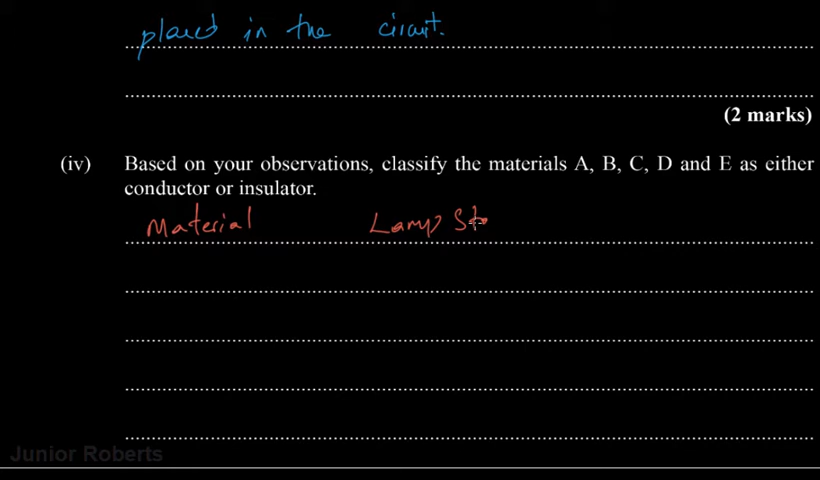 placed in the circuit.
(2 marks)
(iv) Based on your observations, classify the materials A, B, C, D and E as either
conductor or insulator.
Material Lamp St
Junior Roberts